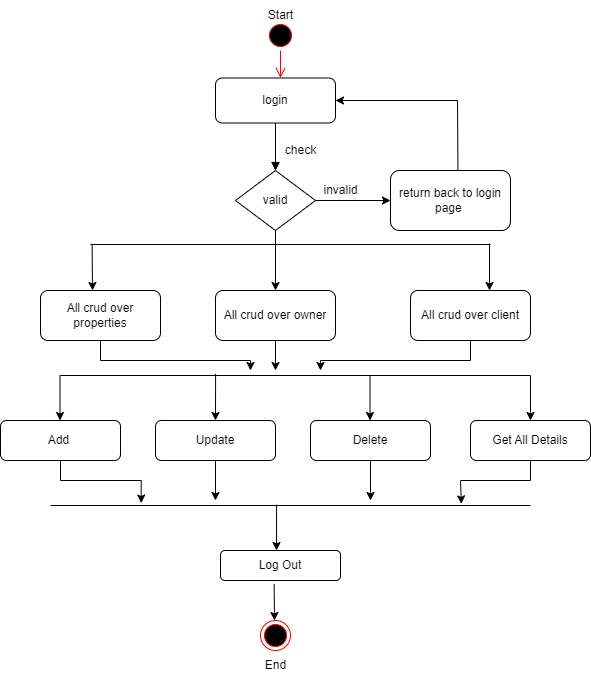 Start
login
check
valid
invalid
return back to login
page
All crud over
properties
All crud over owner
All crud over client
Add
Update
Delete
Get All Details
Log Out
End